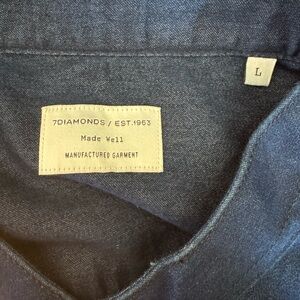 L
7DIAMONDS / EST.1963
Made Well
MANUFACTURED GARMENT